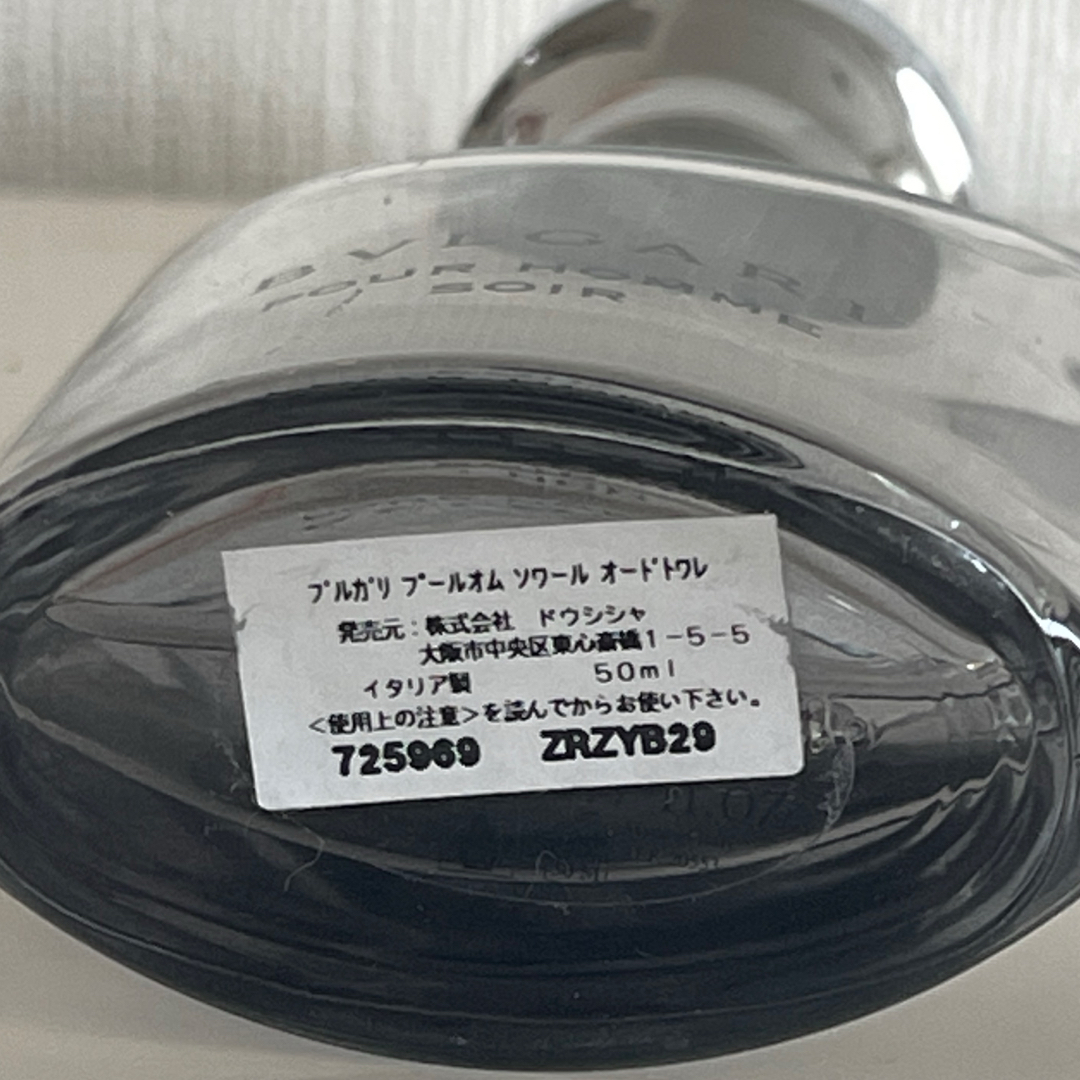 BVLGARI
POUR HOMME
SOIR
ブルガリ プールオム ソワール オードトワレ
発売元:株式会社 ドウシシャ
大阪市中央区東心斎橋1-5-5
イタリア製 50ml
<使用上の注意>を読んでからお使い下さい。
725969 ZRZYB29